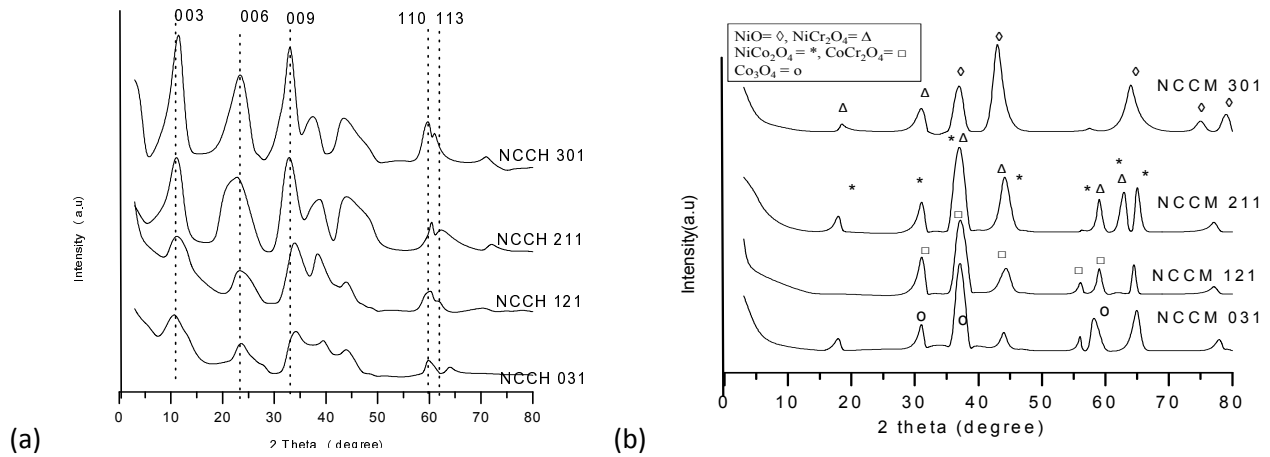 003 006 009 110 113
NCCH 301
NCCH 211
NCCH 121
NCCH 031
Intensity (a.u)
0 10 20 30 40 50 60 70 80
2 Theta (degree)
(a)
NiO= ◊, NiCr₂O₄= Δ
NiCo₂O₄= *, CoCr₂O₄= □
Co₃O₄ = o
◊
◊ ◊
NCCM 301
Δ Δ ◊ ◊
* Δ
* * Δ * * Δ * Δ *
NCCM 211
□
□ □ □ □
NCCM 121
NCCM 031
o o o
Intensity(a.u)
0 10 20 30 40 50 60 70 80
2 theta (degree)
(b)